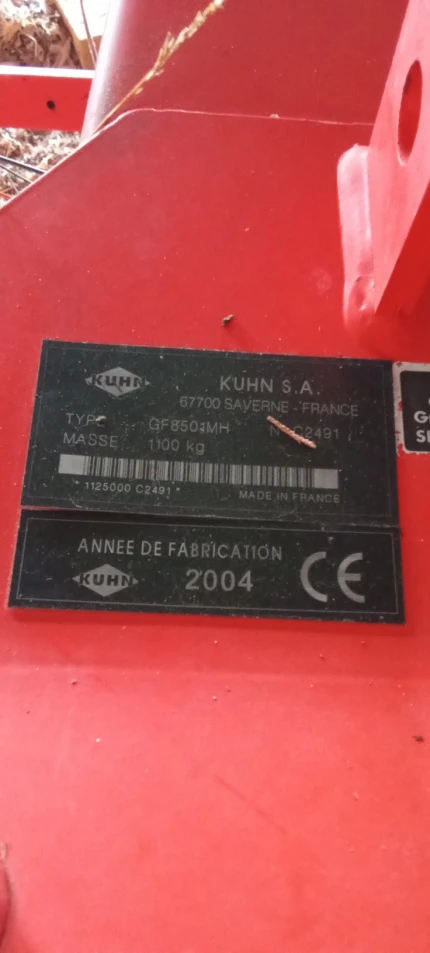 KUHN
KUHN S.A.
67700 SAVERNE - FRANCE
TYPE GF8501MH C2491
MASSE 1100 kg
* 1125000 C2491 *
MADE IN FRANCE
ANNEE DE FABRICATION
KUHN 2004 CE